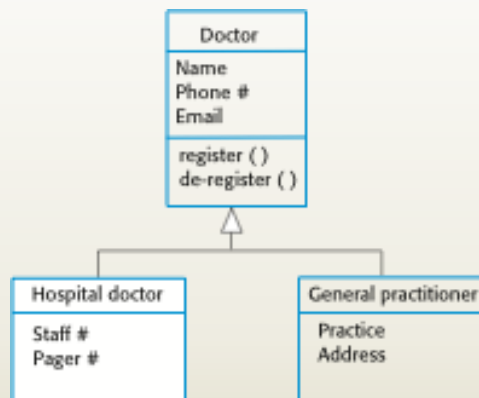 Doctor
Name
Phone #
Email
register ( )
de-register ( )
Hospital doctor
Staff #
Pager #
General practitioner
Practice
Address